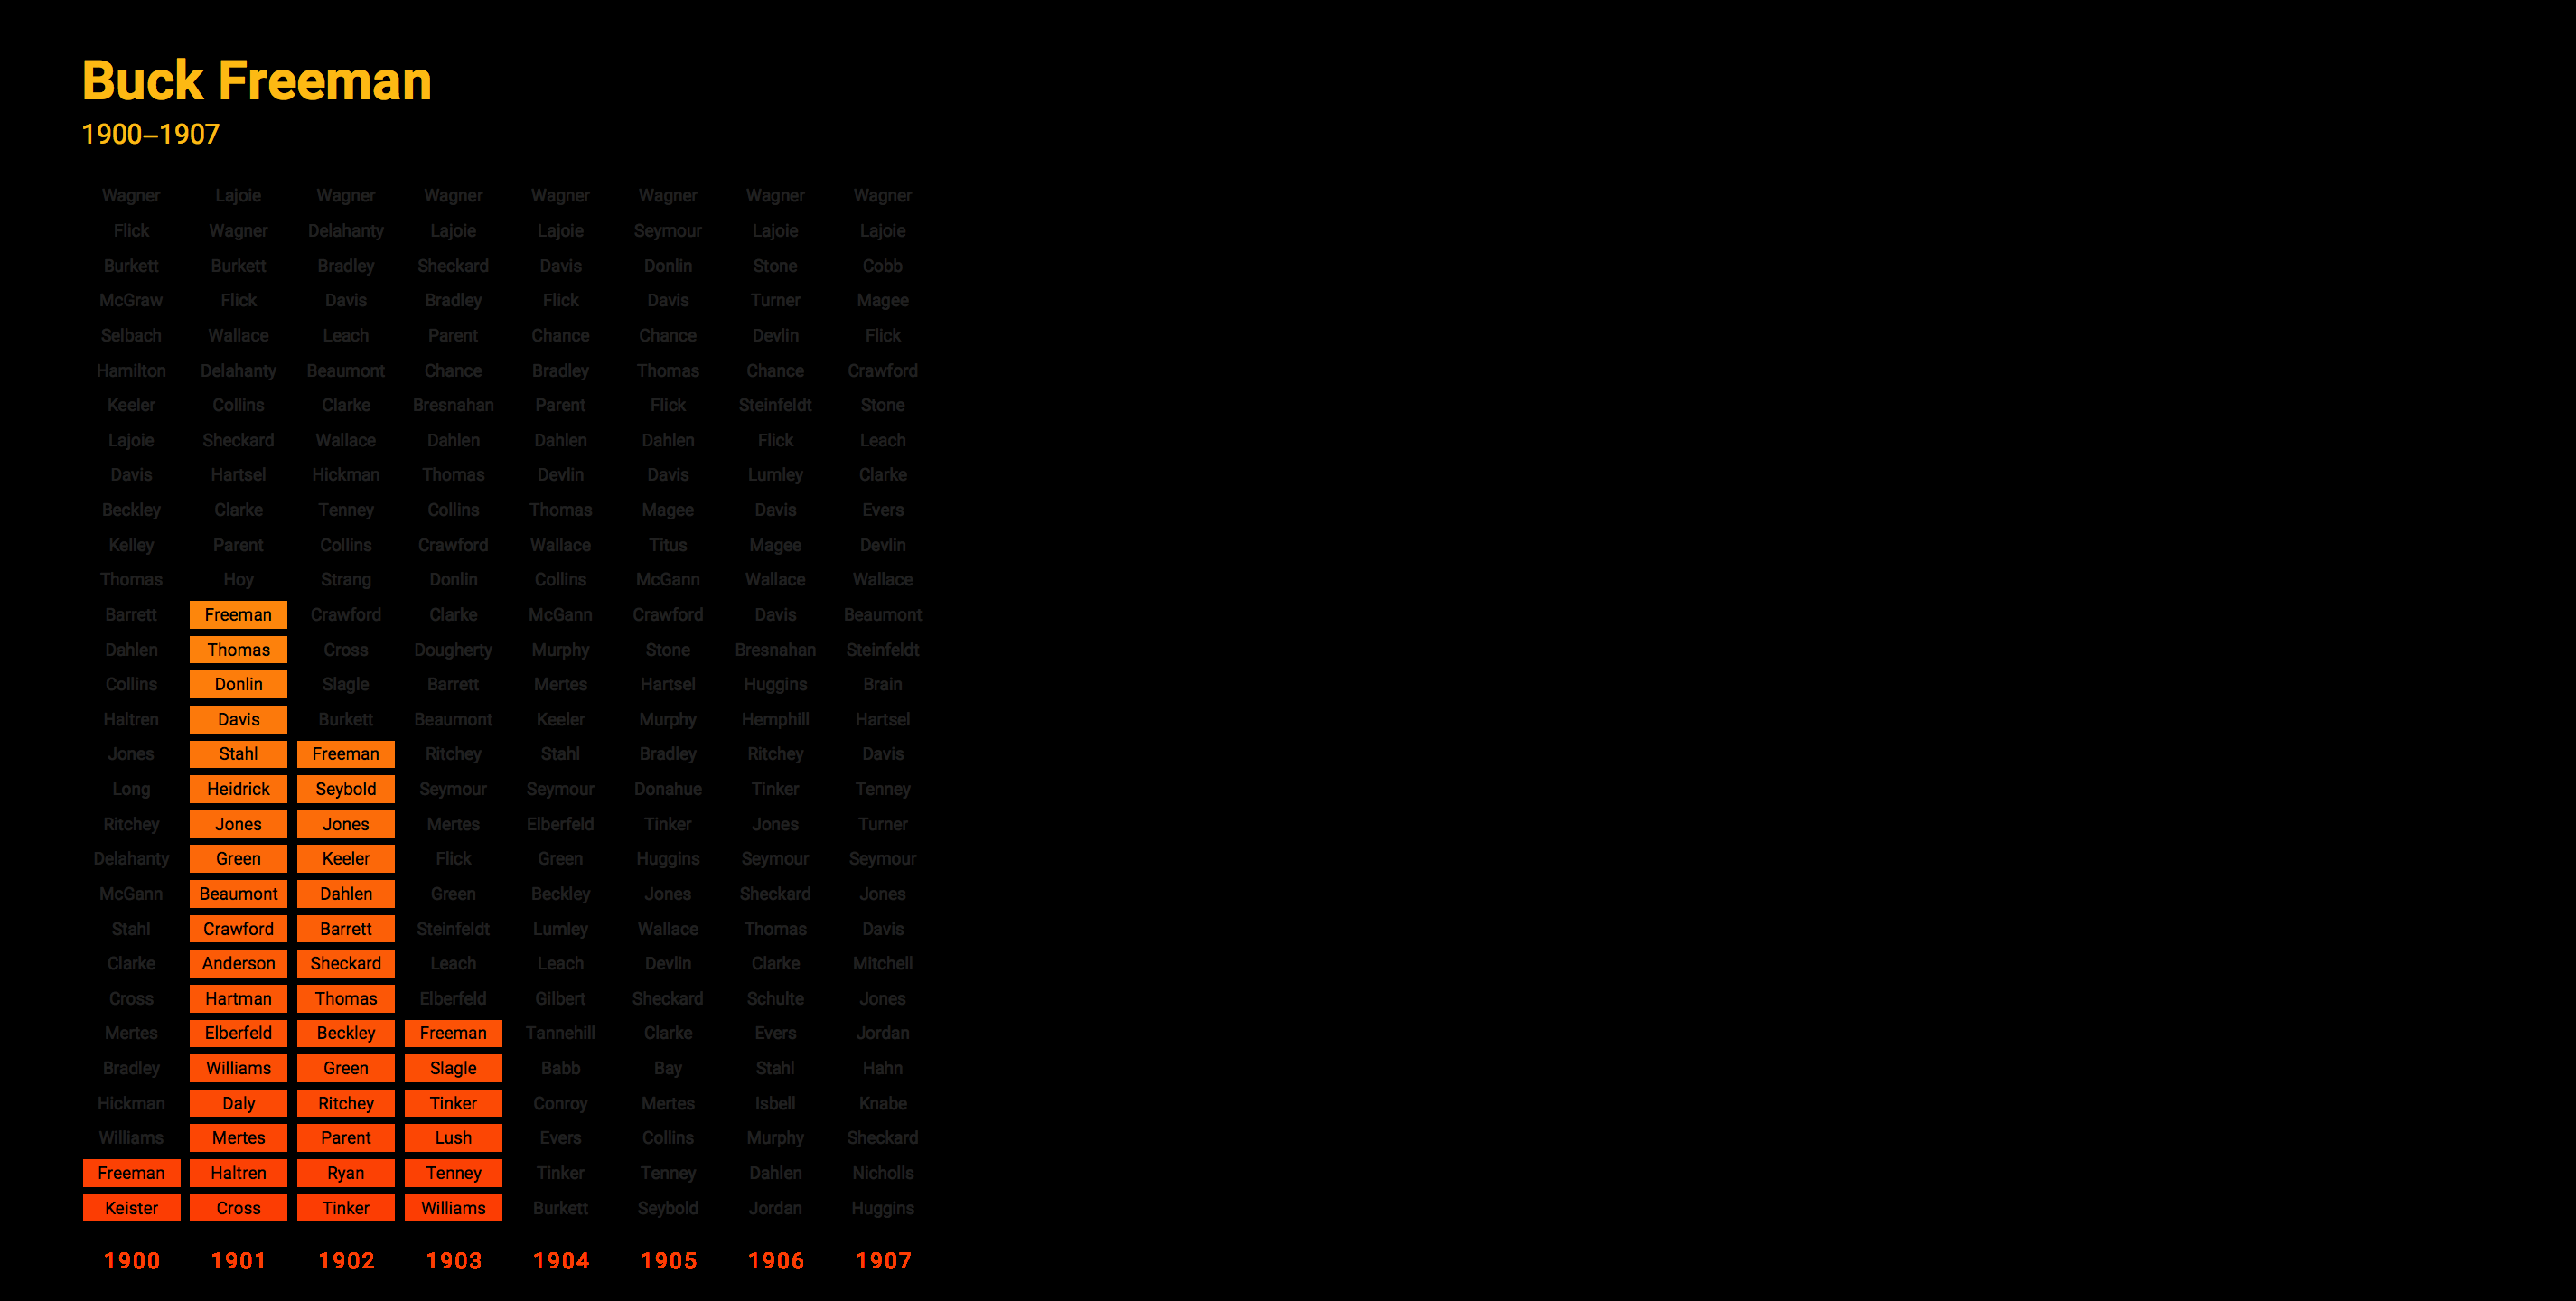 Buck Freeman
1900–1907
Wagner Lajoie Wagner Wagner Wagner Wagner Wagner Wagner
Flick Wagner Delahanty Lajoie Lajoie Seymour Lajoie Lajoie
Burkett Burkett Bradley Sheckard Davis Donlin Stone Cobb
McGraw Flick Davis Bradley Flick Davis Turner Magee
Selbach Wallace Leach Parent Chance Chance Devlin Flick
Hamilton Delahanty Beaumont Chance Bradley Thomas Chance Crawford
Keeler Collins Clarke Bresnahan Parent Flick Steinfeldt Stone
Lajoie Sheckard Wallace Dahlen Dahlen Dahlen Flick Leach
Davis Hartsel Hickman Thomas Devlin Davis Lumley Clarke
Beckley Clarke Tenney Collins Thomas Magee Davis Evers
Kelley Parent Collins Crawford Wallace Titus Magee Devlin
Thomas Hoy Strang Donlin Collins McGann Wallace Wallace
Barrett Freeman Crawford Clarke McGann Crawford Davis Beaumont
Dahlen Thomas Cross Dougherty Murphy Stone Bresnahan Steinfeldt
Collins Donlin Slagle Barrett Mertes Hartsel Huggins Brain
Haltren Davis Burkett Beaumont Keeler Murphy Hemphill Hartsel
Jones Stahl Freeman Ritchey Stahl Bradley Ritchey Davis
Long Heidrick Seybold Seymour Seymour Donahue Tinker Tenney
Ritchey Jones Jones Mertes Elberfeld Tinker Jones Turner
Delahanty Green Keeler Flick Green Huggins Seymour Seymour
McGann Beaumont Dahlen Green Beckley Jones Sheckard Jones
Stahl Crawford Barrett Steinfeldt Lumley Wallace Thomas Davis
Clarke Anderson Sheckard Leach Leach Devlin Clarke Mitchell
Cross Hartman Thomas Elberfeld Gilbert Sheckard Schulte Jones
Mertes Elberfeld Beckley Freeman Tannehill Clarke Evers Jordan
Bradley Williams Green Slagle Babb Bay Stahl Hahn
Hickman Daly Ritchey Tinker Conroy Mertes Isbell Knabe
Williams Mertes Parent Lush Evers Collins Murphy Sheckard
Freeman Haltren Ryan Tenney Tinker Tenney Dahlen Nicholls
Keister Cross Tinker Williams Burkett Seybold Jordan Huggins
1900 1901 1902 1903 1904 1905 1906 1907